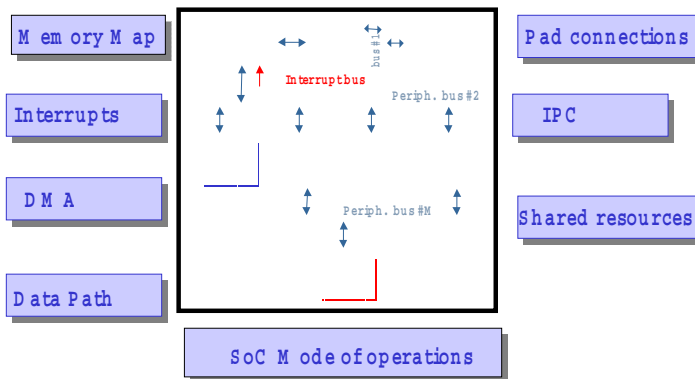 Memory Map
Pad connections
bus #1
Interrupt bus
Periph. bus #2
Interrupts
IPC
DMA
Periph. bus #M
Shared resources
Data Path
SoC Mode of operations